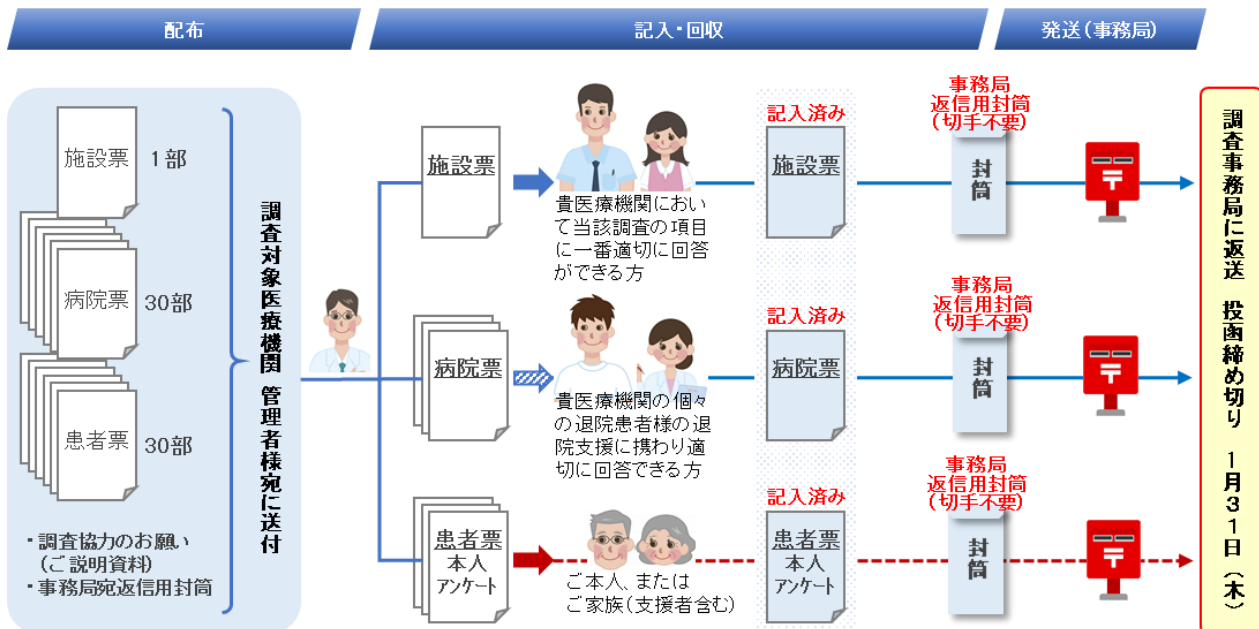 配布
記入・回収
発送(事務局)
施設票
1部
病院票
30部
患者票
30部
・調査協力のお願い
(ご説明資料)
・事務局宛返信用封筒
調査対象医療機関 管理者様宛に送付
施設票
貴医療機関におい
て当該調査の項目
に一番適切に回答
ができる方
記入済み
施設票
事務局
返信用封筒
(切手不要)
封筒
病院票
貴医療機関の個々
の退院患者様の退
院支援に携わり適
切に回答できる方
記入済み
病院票
事務局
返信用封筒
(切手不要)
封筒
患者票
本人
アンケート
ご本人、または
ご家族(支援者含む)
記入済み
患者票
本人
アンケート
事務局
返信用封筒
(切手不要)
封筒
調査事務局に返送 投函締め切り 1月31日(木)